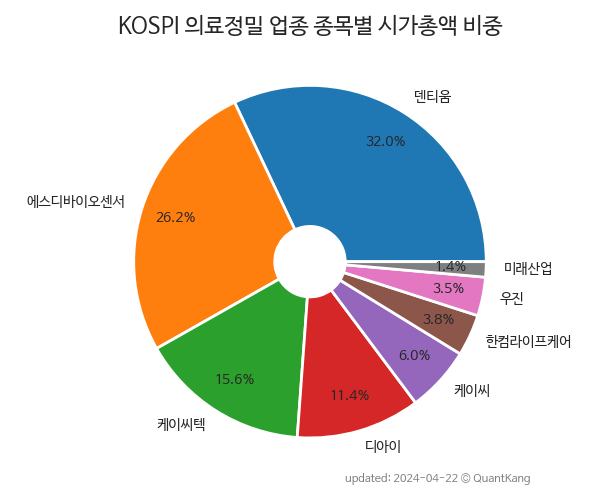 KOSPI 의료정밀 업종 종목별 시가총액 비중
덴티움
32.0%
에스디바이오센서
26.2%
케이씨텍
15.6%
디아이
11.4%
케이씨
6.0%
한컴라이프케어
3.8%
우진
3.5%
미래산업
1.4%
updated: 2024-04-22 © QuantKang